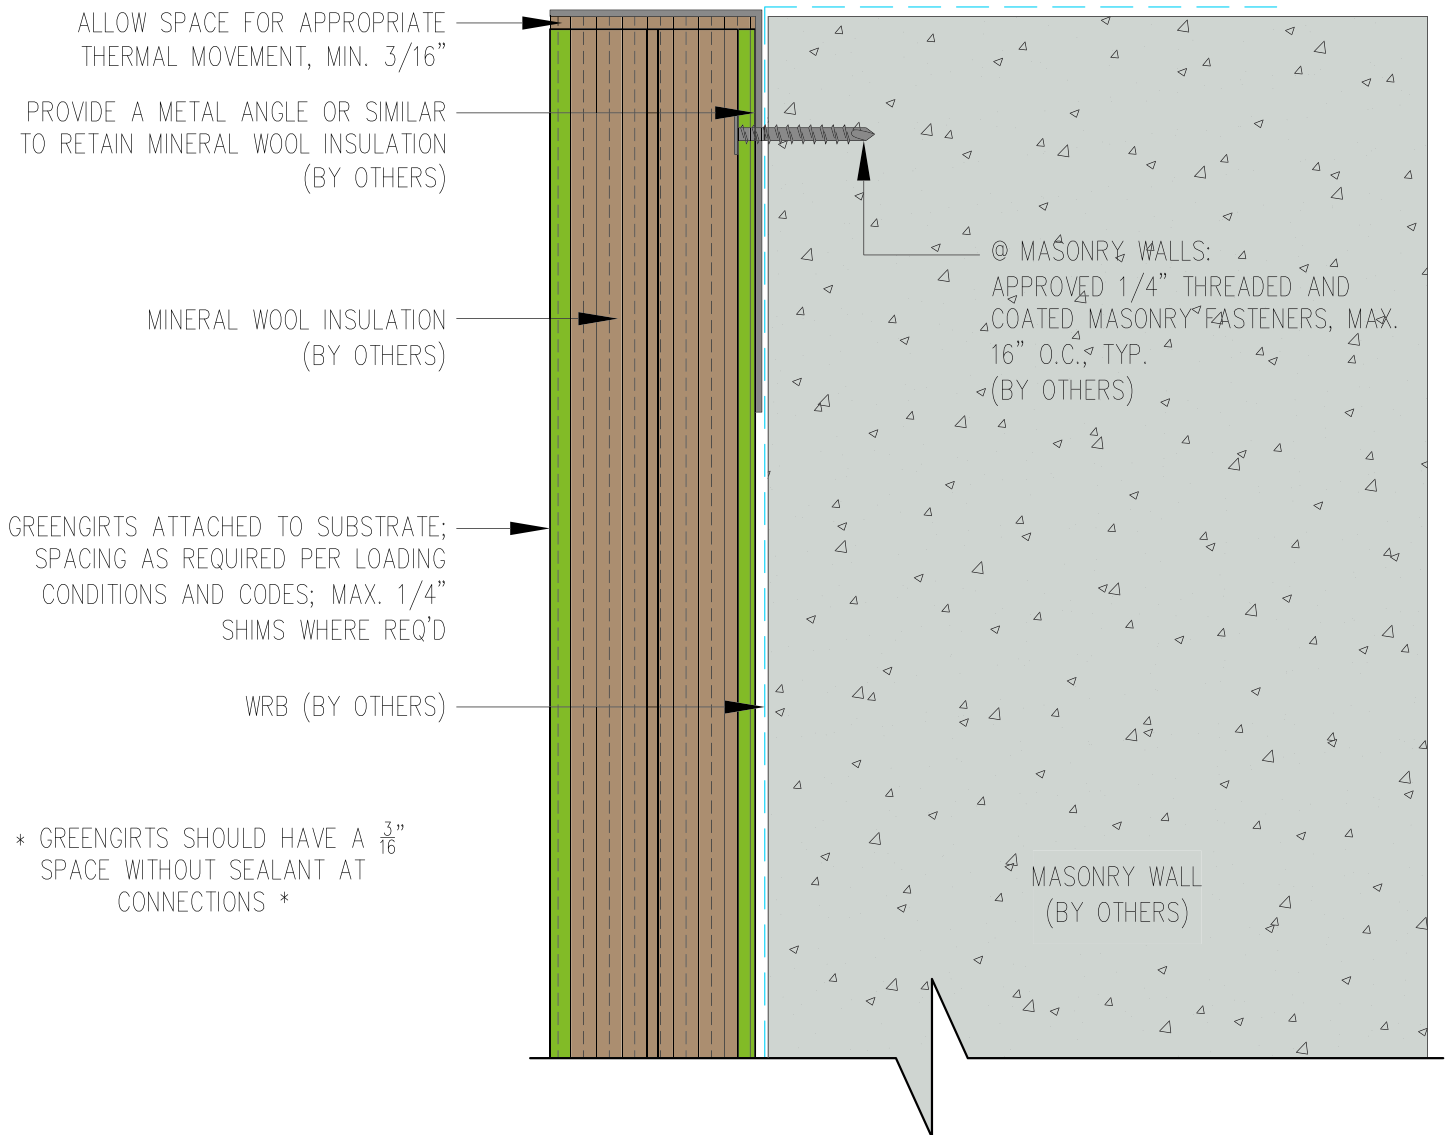 ALLOW SPACE FOR APPROPRIATE
THERMAL MOVEMENT, MIN. 3/16”
PROVIDE A METAL ANGLE OR SIMILAR
TO RETAIN MINERAL WOOL INSULATION
(BY OTHERS)
@ MASONRY WALLS:
APPROVED 1/4” THREADED AND
COATED MASONRY FASTENERS, MAX.
16” O.C., TYP.
(BY OTHERS)
MINERAL WOOL INSULATION
(BY OTHERS)
GREENGIRTS ATTACHED TO SUBSTRATE;
SPACING AS REQUIRED PER LOADING
CONDITIONS AND CODES; MAX. 1/4”
SHIMS WHERE REQ’D
WRB (BY OTHERS)
* GREENGIRTS SHOULD HAVE A 3/16”
SPACE WITHOUT SEALANT AT
CONNECTIONS *
MASONRY WALL
(BY OTHERS)